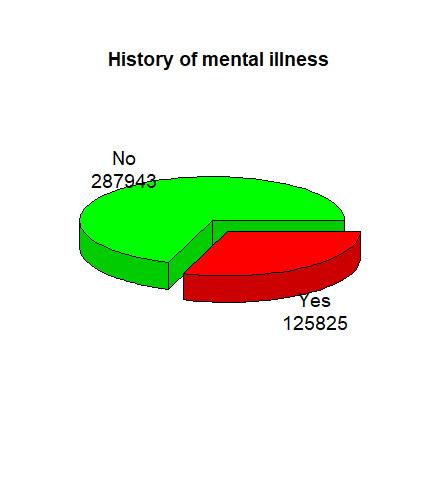 History of mental illness
No
287943
Yes
125825